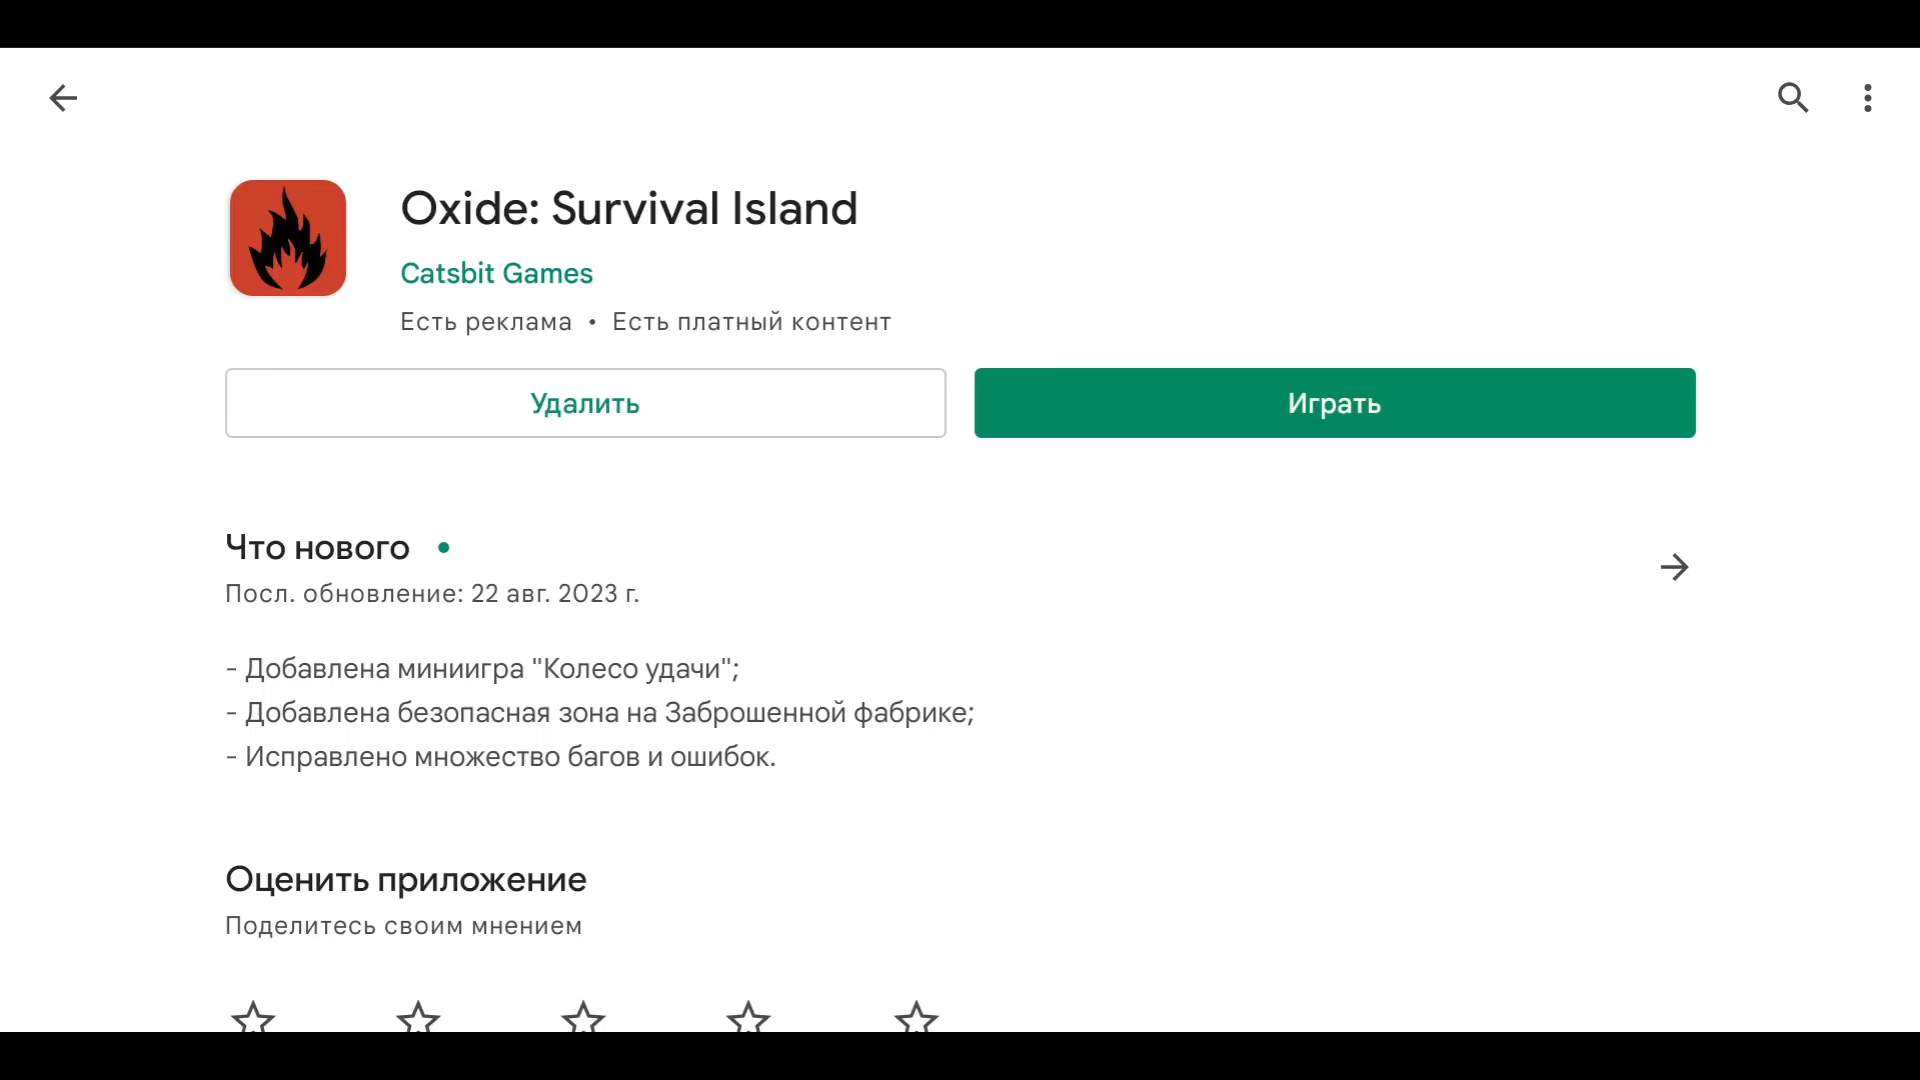 Oxide: Survival Island
Catsbit Games
Есть реклама • Есть платный контент
Удалить
Играть
Что нового •
Посл. обновление: 22 авг. 2023 г.
- Добавлена миниигра "Колесо удачи";
- Добавлена безопасная зона на Заброшенной фабрике;
- Исправлено множество багов и ошибок.
Оценить приложение
Поделитесь своим мнением